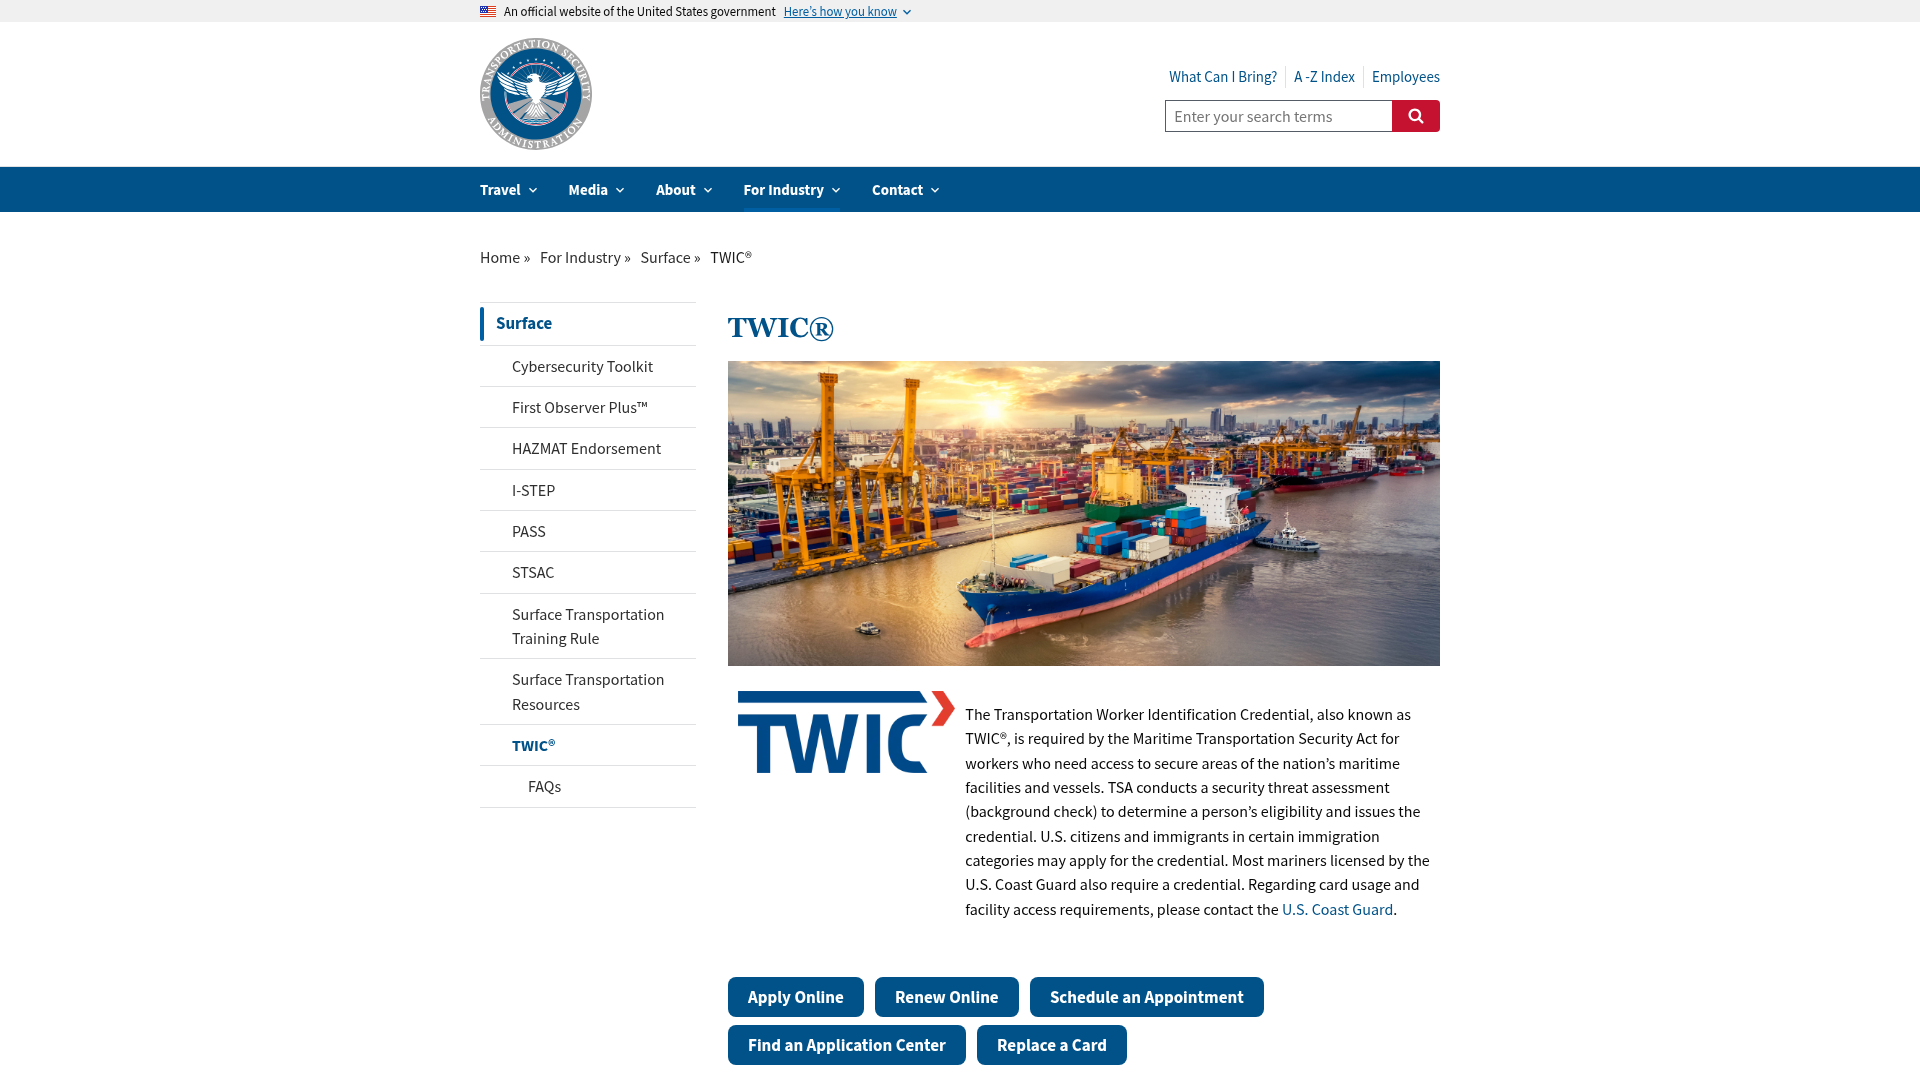 An official website of the United States government Here's how you know
TRANSPORTATION SECURITY
ADMINISTRATION
What Can I Bring? A -Z Index Employees
Enter your search terms
Travel Media About For Industry Contact
Home » For Industry » Surface » TWIC®
Surface
Cybersecurity Toolkit
First Observer Plus™
HAZMAT Endorsement
I-STEP
PASS
STSAC
Surface Transportation
Training Rule
Surface Transportation
Resources
TWIC®
FAQs
TWIC®
TWIC
The Transportation Worker Identification Credential, also known as
TWIC®, is required by the Maritime Transportation Security Act for
workers who need access to secure areas of the nation’s maritime
facilities and vessels. TSA conducts a security threat assessment
(background check) to determine a person’s eligibility and issues the
credential. U.S. citizens and immigrants in certain immigration
categories may apply for the credential. Most mariners licensed by the
U.S. Coast Guard also require a credential. Regarding card usage and
facility access requirements, please contact the U.S. Coast Guard.
Apply Online Renew Online Schedule an Appointment
Find an Application Center Replace a Card